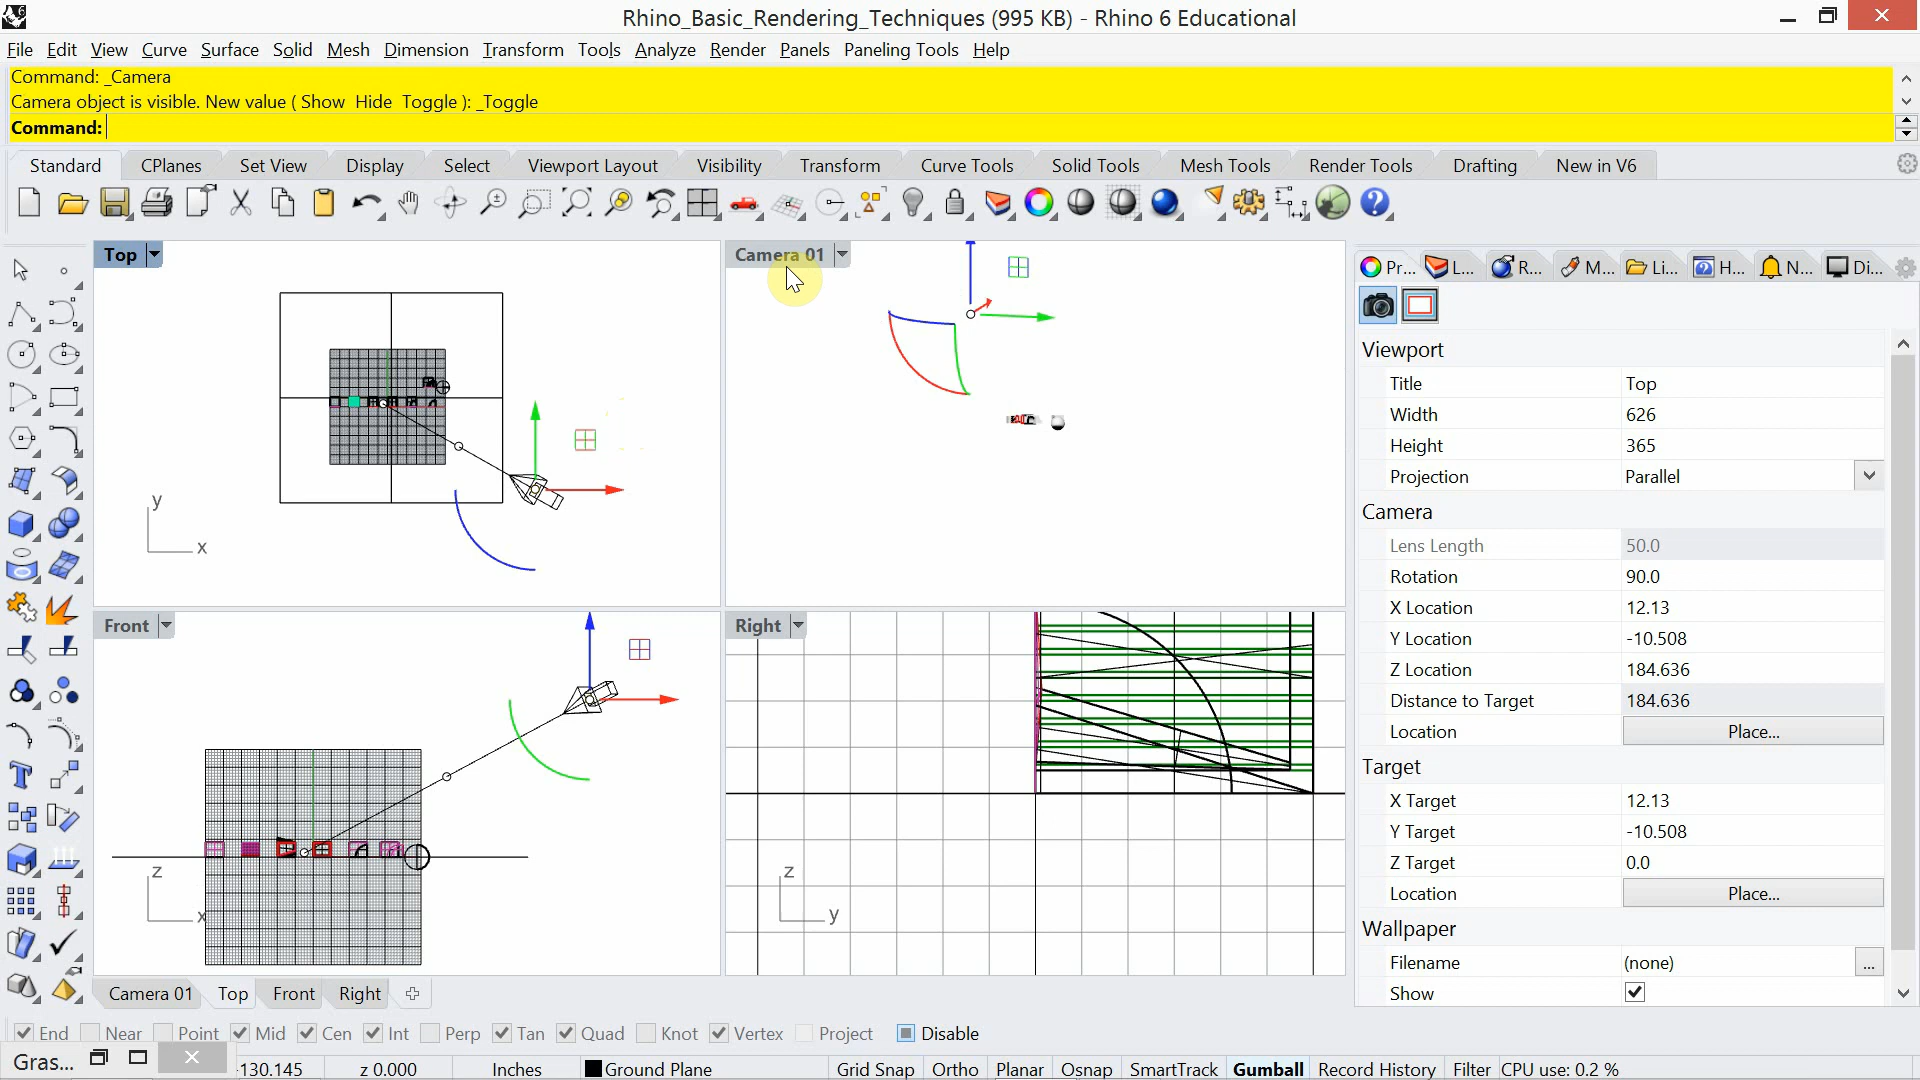 Rhino_Basic_Rendering_Techniques (995 KB) - Rhino 6 Educational
File Edit View Curve Surface Solid Mesh Dimension Transform Tools Analyze Render Panels Paneling Tools Help
Command: _Camera
Camera object is visible. New value ( Show Hide Toggle ): _Toggle
Command:
Standard CPlanes Set View Display Select Viewport Layout Visibility Transform Curve Tools Solid Tools Mesh Tools Render Tools Drafting New in V6
Top
Camera 01
Pr... L... R... M... Li... H... N... Di...
Viewport
Title Top
Width 626
Height 365
Projection Parallel
Camera
Lens Length 50.0
Rotation 90.0
X Location 12.13
Y Location -10.508
Z Location 184.636
Distance to Target 184.636
Location Place...
Target
X Target 12.13
Y Target -10.508
Z Target 0.0
Location Place...
Wallpaper
Filename (none) ...
Show
y
x
Front
Right
z
x
z
y
Camera 01 Top Front Right
End Near Point Mid Cen Int Perp Tan Quad Knot Vertex Project Disable
Gras...
-130.145 z 0.000 Inches Ground Plane Grid Snap Ortho Planar Osnap SmartTrack Gumball Record History Filter CPU use: 0.2 %